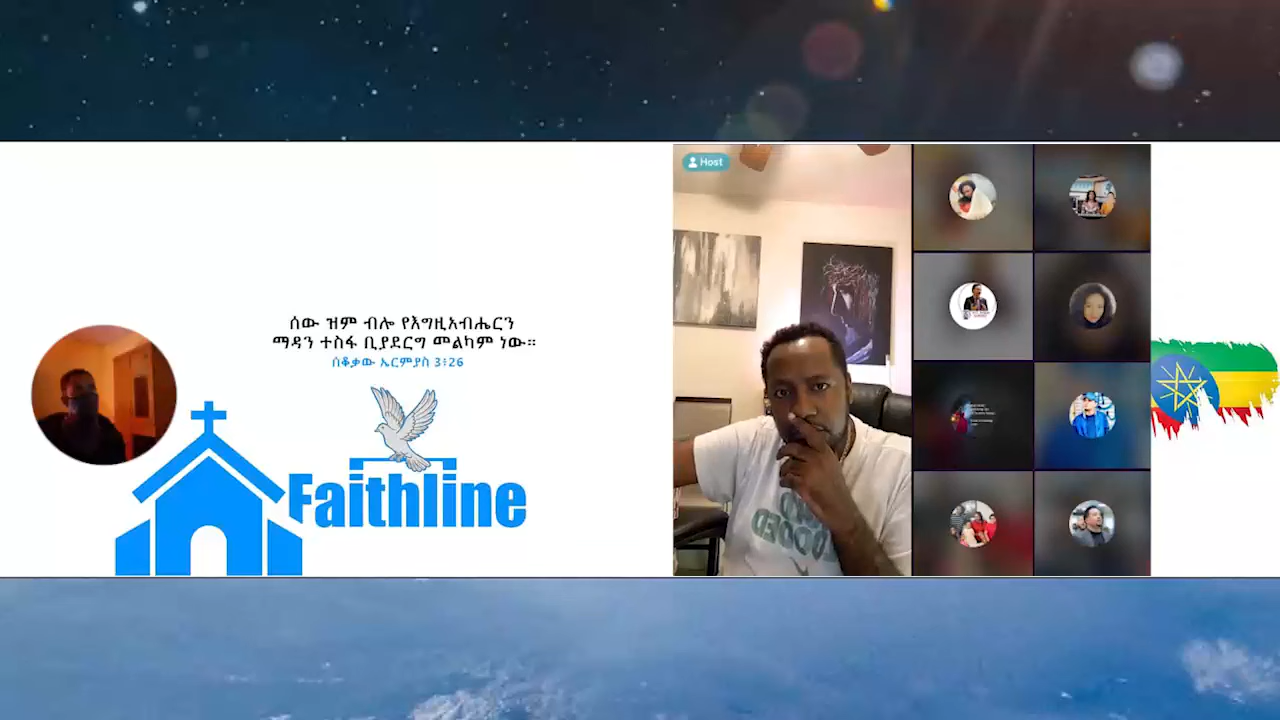 Host
ሰው ዝም ብሎ የእግዚአብሔርን
ማዳን ተስፋ ቢያደርግ መልካም ነው።
ሰቆቃው ኤርምያስ 3፥26
Faithline